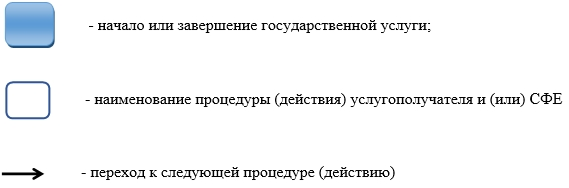 - начало или завершение государственной услуги;
- наименование процедуры (действия) услугополучателя и (или) СФЕ
- переход к следующей процедуре (действию)